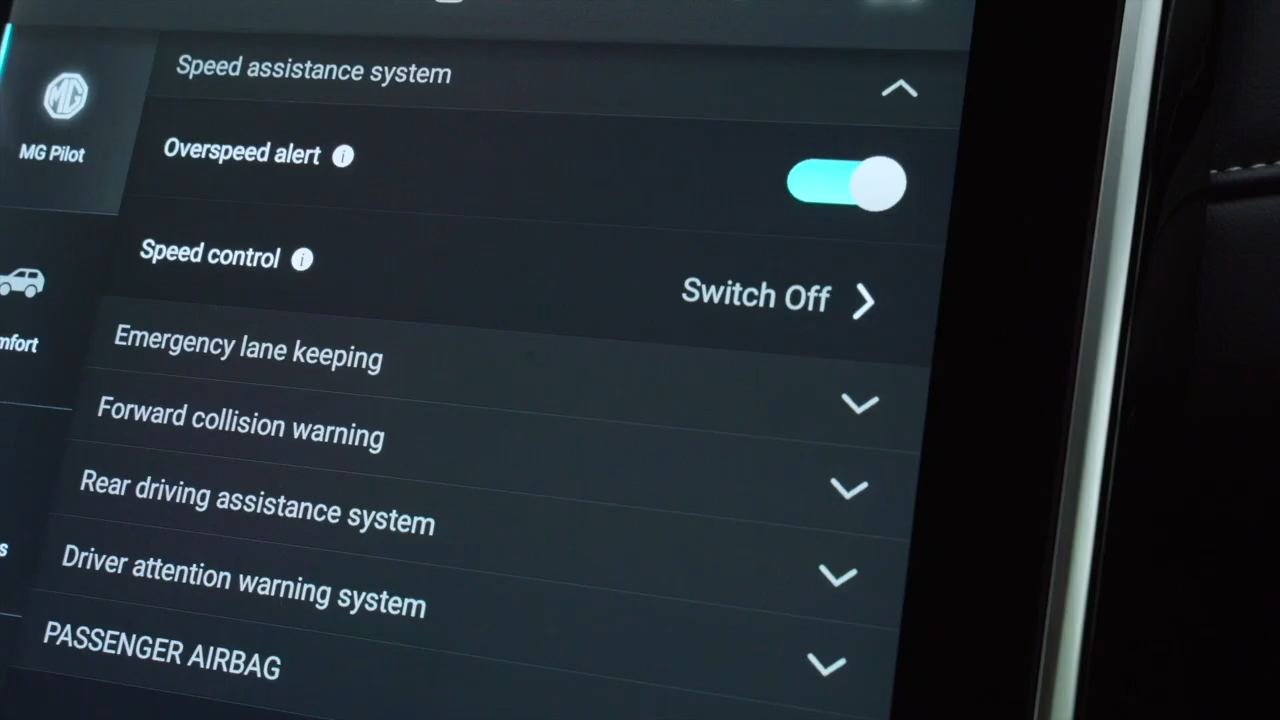 Speed assistance system
MG
MG Pilot
Overspeed alert i
Speed control i
Switch Off
mfort
Emergency lane keeping
Forward collision warning
Rear driving assistance system
s
Driver attention warning system
PASSENGER AIRBAG